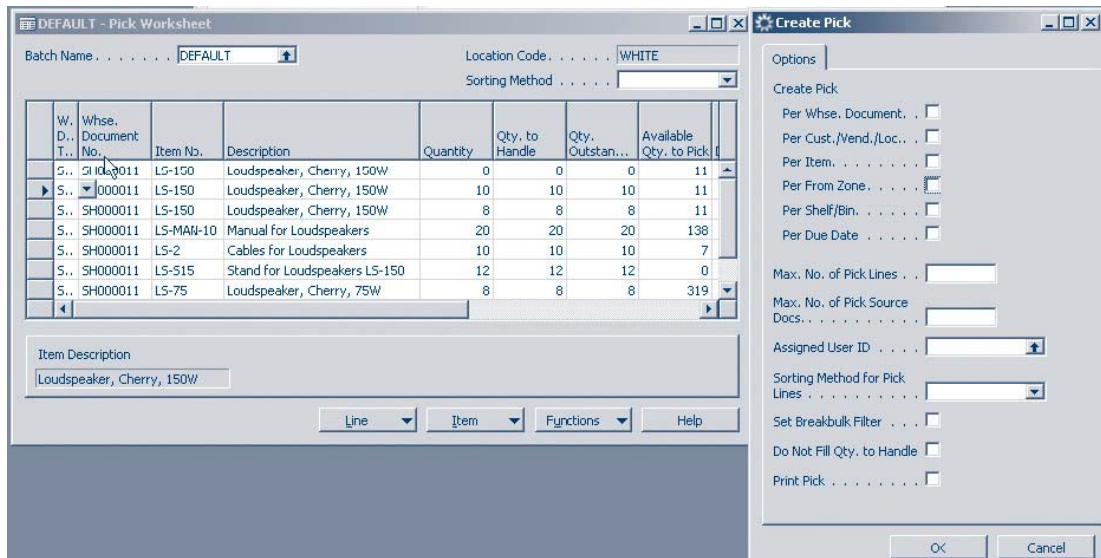 DEFAULT - Pick Worksheet
Batch Name. . . . . . . DEFAULT
Location Code. . . . . . WHITE
Sorting Method . . . . .
W. D.. T.. Whse. Document No. Item No. Description Quantity Qty. to Handle Qty. Outstan... Available Qty. to Pick
S.. LS-150 Loudspeaker, Cherry, 150W 0 0 0 11
S.. 000011 LS-150 Loudspeaker, Cherry, 150W 10 10 10 11
S.. SH000011 LS-150 Loudspeaker, Cherry, 150W 8 8 8 11
S.. SH000011 LS-MAN-10 Manual for Loudspeakers 20 20 20 138
S.. SH000011 LS-2 Cables for Loudspeakers 10 10 10 7
S.. SH000011 LS-S15 Stand for Loudspeakers LS-150 12 12 12 0
S.. SH000011 LS-75 Loudspeaker, Cherry, 75W 8 8 8 319
Item Description
Loudspeaker, Cherry, 150W
Line Item Functions Help
Create Pick
Options
Create Pick
Per Whse. Document. .
Per Cust./Vend./Loc.. .
Per Item. . . . . . . .
Per From Zone. . . . .
Per Shelf/Bin. . . . . .
Per Due Date . . . . .
Max. No. of Pick Lines . .
Max. No. of Pick Source
Docs. . . . . . . . . . .
Assigned User ID . . . .
Sorting Method for Pick
Lines . . . . . . . . . .
Set Breakbulk Filter . . .
Do Not Fill Qty. to Handle
Print Pick . . . . . . . .
OK Cancel